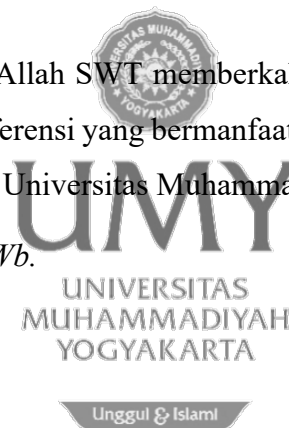 Allah SWT memberkal
ferensi yang bermanfaat
Universitas Muhamma
Wb.
UMY
UNIVERSITAS
MUHAMMADIYAH
YOGYAKARTA
Unggul & Islami